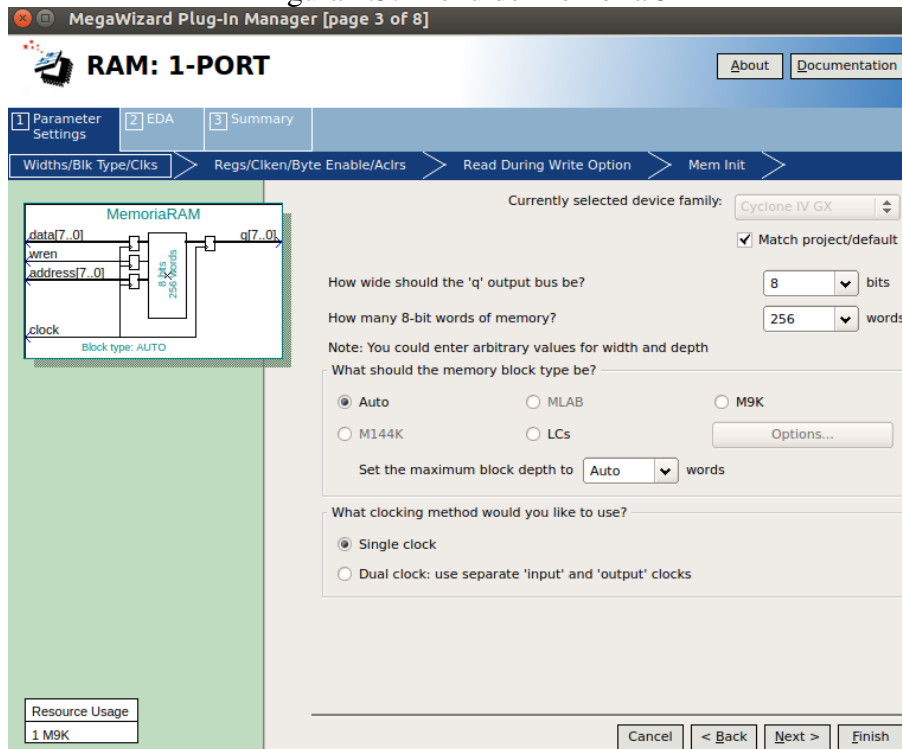 MegaWizard Plug-In Manager [page 3 of 8]
RAM: 1-PORT
About
Documentation
1 Parameter Settings
2 EDA
3 Summary
Widths/Blk Type/Clks
Regs/Clken/Byte Enable/Aclrs
Read During Write Option
Mem Init
Currently selected device family:
Cyclone IV GX
Match project/default
MemoriaRAM
data[7..0]
q[7..0]
wren
address[7..0]
8 bits
256 words
clock
Block type: AUTO
How wide should the 'q' output bus be?
8
bits
How many 8-bit words of memory?
256
words
Note: You could enter arbitrary values for width and depth
What should the memory block type be?
Auto
MLAB
M9K
M144K
LCs
Options...
Set the maximum block depth to
Auto
words
What clocking method would you like to use?
Single clock
Dual clock: use separate 'input' and 'output' clocks
Resource Usage
1 M9K
Cancel
< Back
Next >
Finish